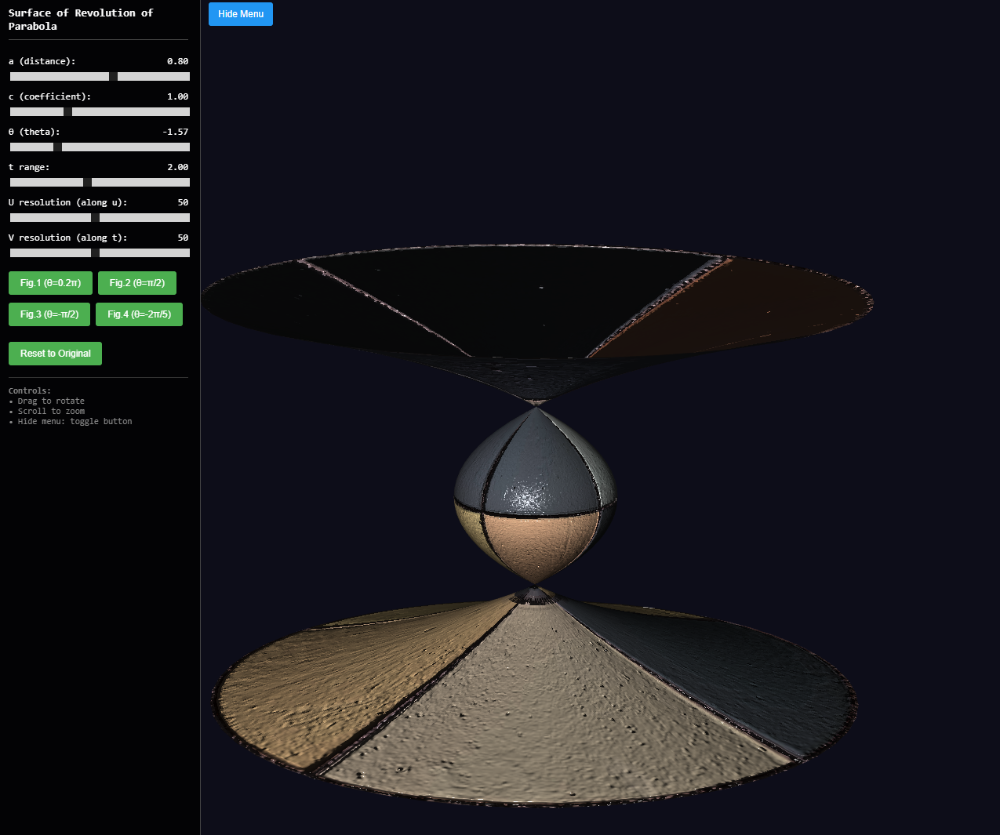 Surface of Revolution of
Parabola
a (distance): 0.80
c (coefficient): 1.00
θ (theta): -1.57
t range: 2.00
U resolution (along u): 50
V resolution (along t): 50
Fig.1 (θ=0.2π) Fig.2 (θ=π/2)
Fig.3 (θ=-π/2) Fig.4 (θ=-2π/5)
Reset to Original
Controls:
• Drag to rotate
• Scroll to zoom
• Hide menu: toggle button
Hide Menu